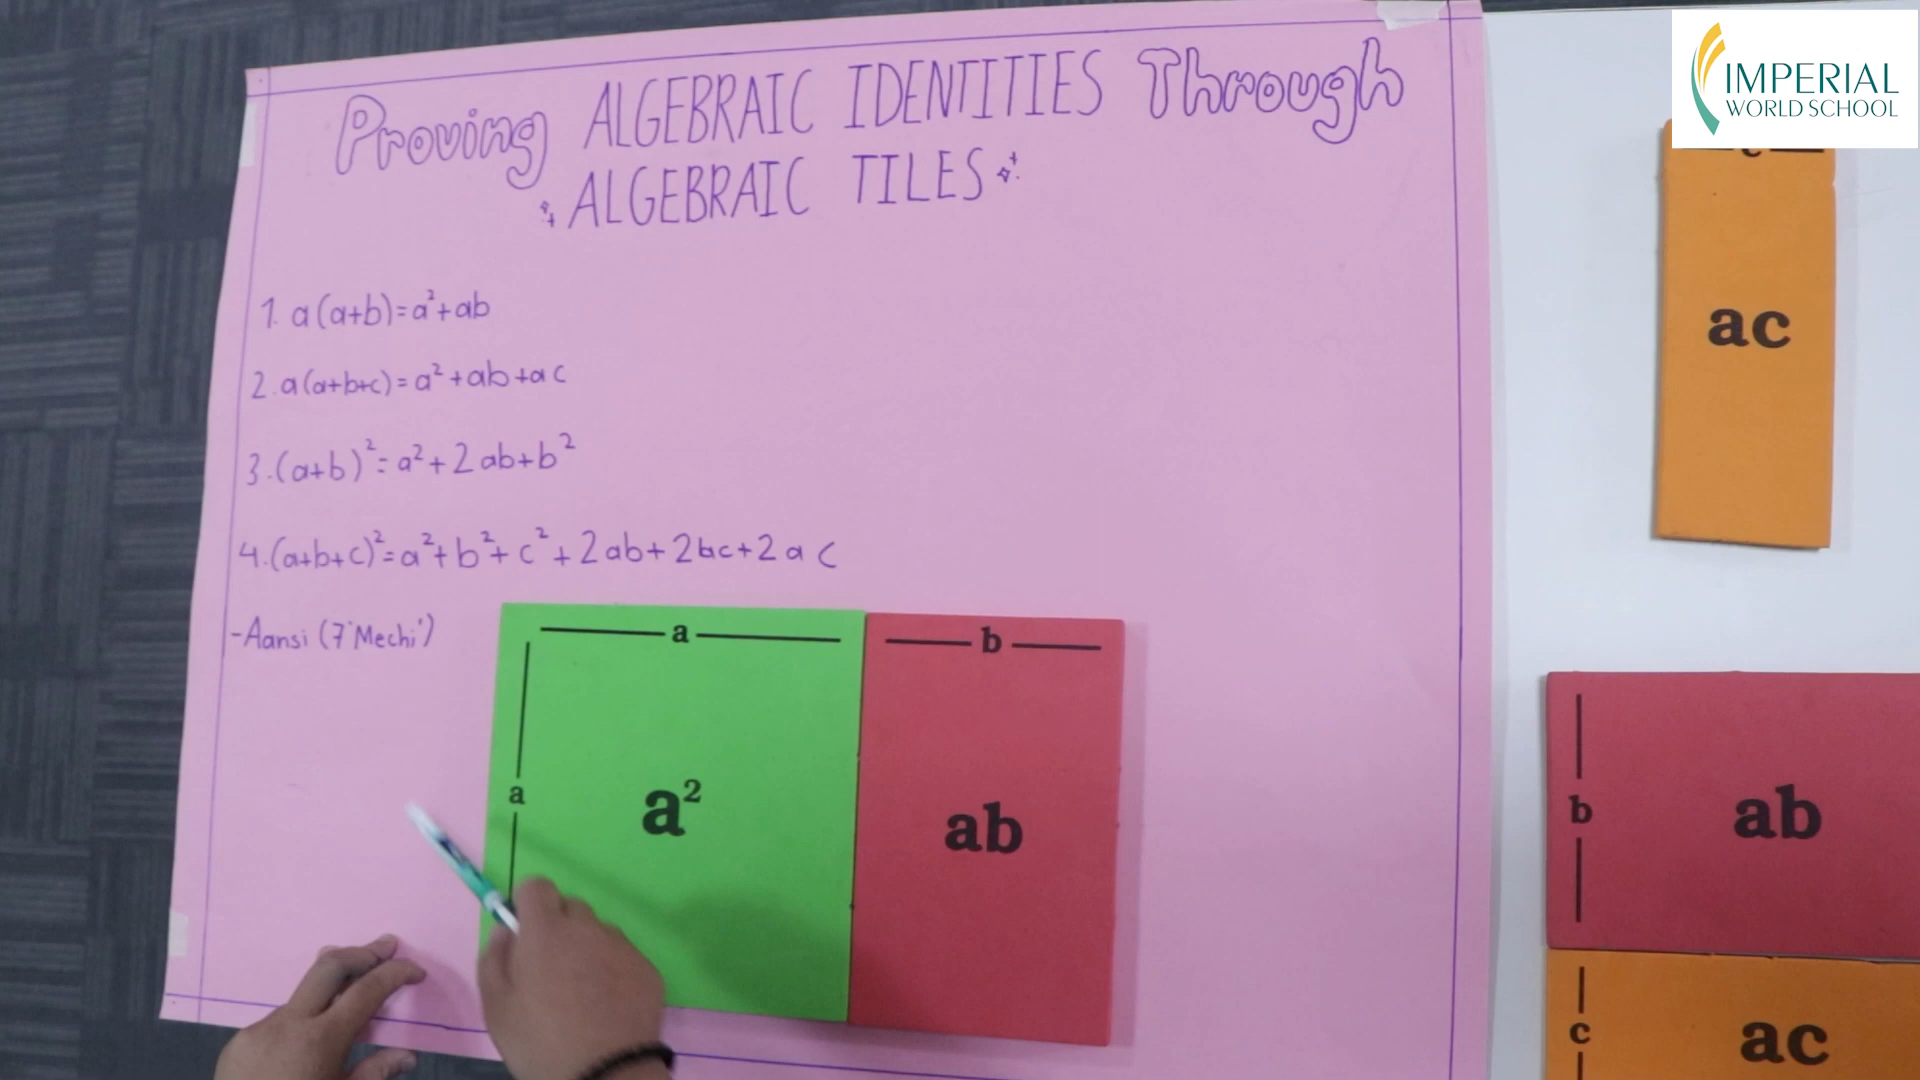 Proving ALGEBRAIC IDENTITIES Through
ALGEBRAIC TILES
1. a(a+b)=a²+ab
2. a(a+b+c)=a²+ab+ac
3. (a+b)²=a²+2ab+b²
4. (a+b+c)²=a²+b²+c²+2ab+2bc+2ac
-Aansi (7'Mechi')
a
b
a
a²
ab
IMPERIAL
WORLD SCHOOL
c
ac
b
ab
c
ac